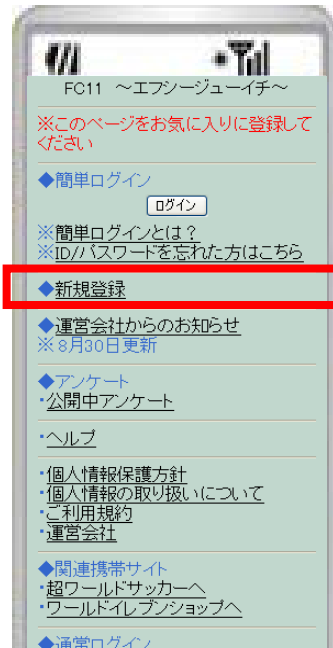 FC11 ～エフシージューイチ～
※このページをお気に入りに登録して
ください
◆簡単ログイン
ログイン
※簡単ログインとは？
※ID/パスワードを忘れた方はこちら
◆新規登録
◆運営会社からのお知らせ
※8月30日更新
◆アンケート
・公開中アンケート
・ヘルプ
・個人情報保護方針
・個人情報の取り扱いについて
・ご利用規約
・運営会社
◆関連携帯サイト
・超ワールドサッカーへ
・ワールドイレブンショップへ
◆通常ログイン